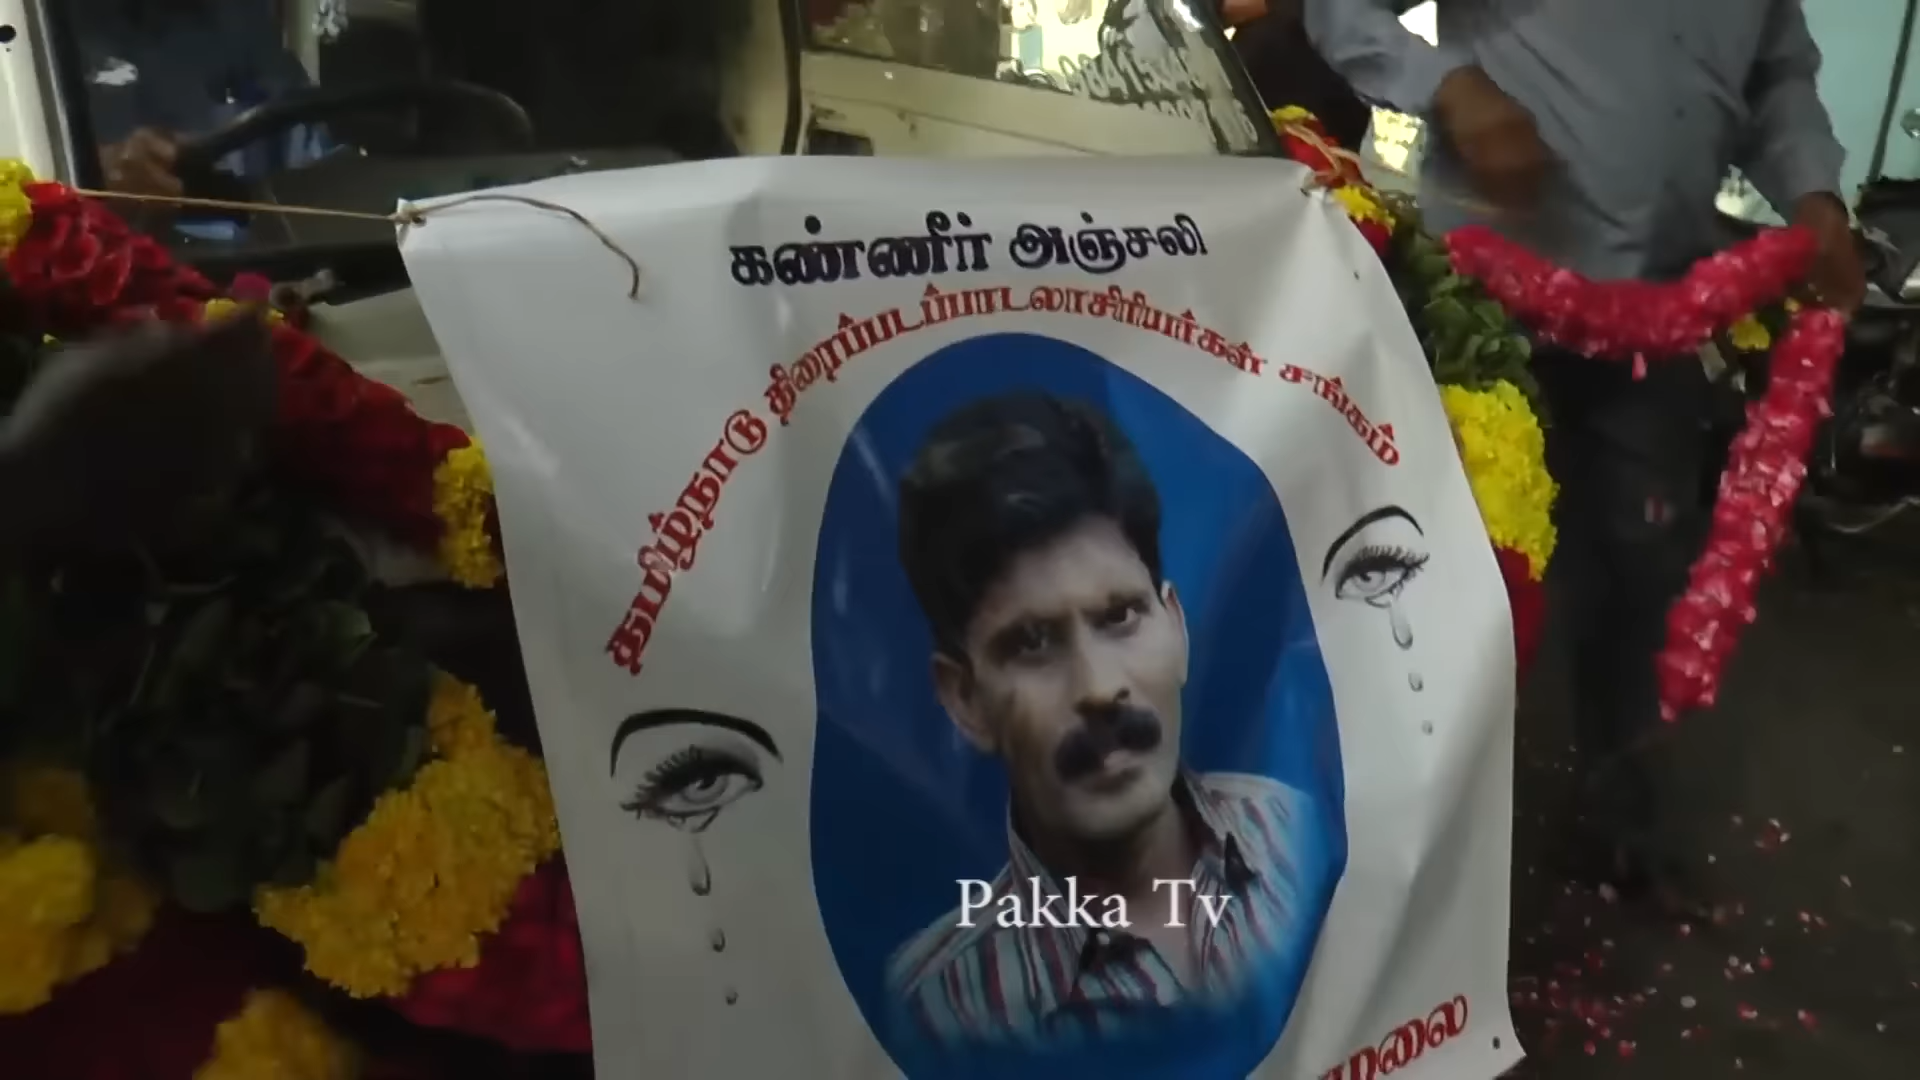 கண்ணீர் அஞ்சலி
தமிழ்நாடு திரைப்படப்பாடலாசிரியர்கள் சங்கம்
Pakka Tv